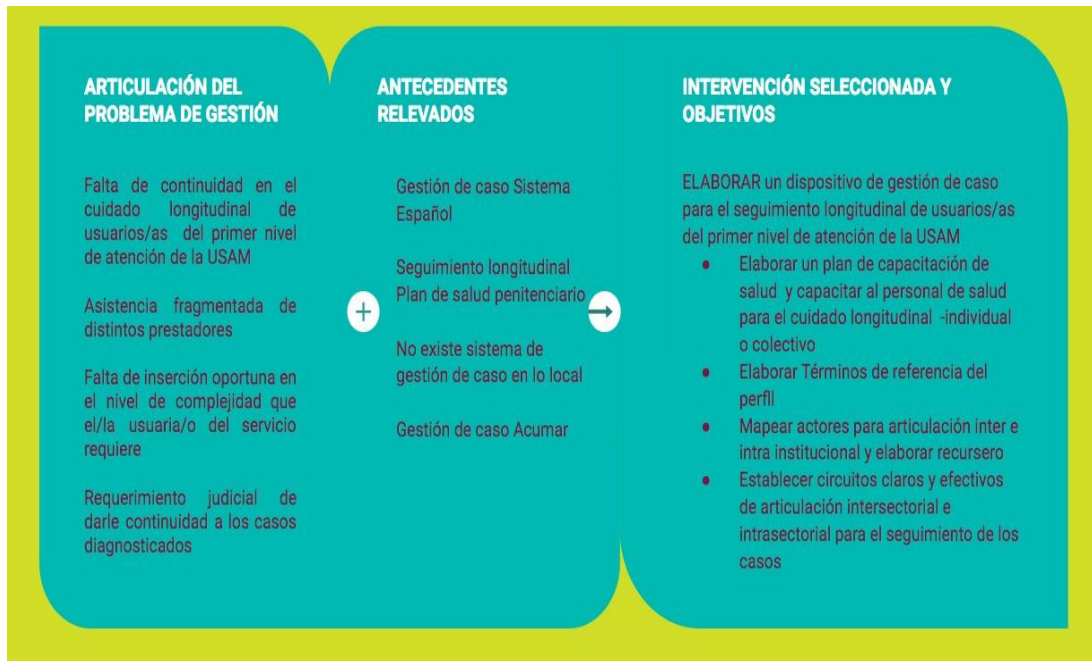 ARTICULACIÓN DEL
PROBLEMA DE GESTIÓN
Falta de continuidad en el
cuidado longitudinal de
usuarios/as del primer nivel
de atención de la USAM
Asistencia fragmentada de
distintos prestadores
Falta de inserción oportuna en
el nivel de complejidad que
el/la usuaria/o del servicio
requiere
Requerimiento judicial de
darle continuidad a los casos
diagnosticados
+
ANTECEDENTES
RELEVADOS
Gestión de caso Sistema
Español
Seguimiento longitudinal
Plan de salud penitenciario
No existe sistema de
gestión de caso en lo local
Gestión de caso Acumar
→
INTERVENCIÓN SELECCIONADA Y
OBJETIVOS
ELABORAR un dispositivo de gestión de caso
para el seguimiento longitudinal de usuarios/as
del primer nivel de atención de la USAM
● Elaborar un plan de capacitación de
salud y capacitar al personal de salud
para el cuidado longitudinal -individual
o colectivo
● Elaborar Términos de referencia del
perfll
● Mapear actores para articulación inter e
intra institucional y elaborar recursero
● Establecer circuitos claros y efectivos
de articulación intersectorial e
intrasectorial para el seguimiento de los
casos